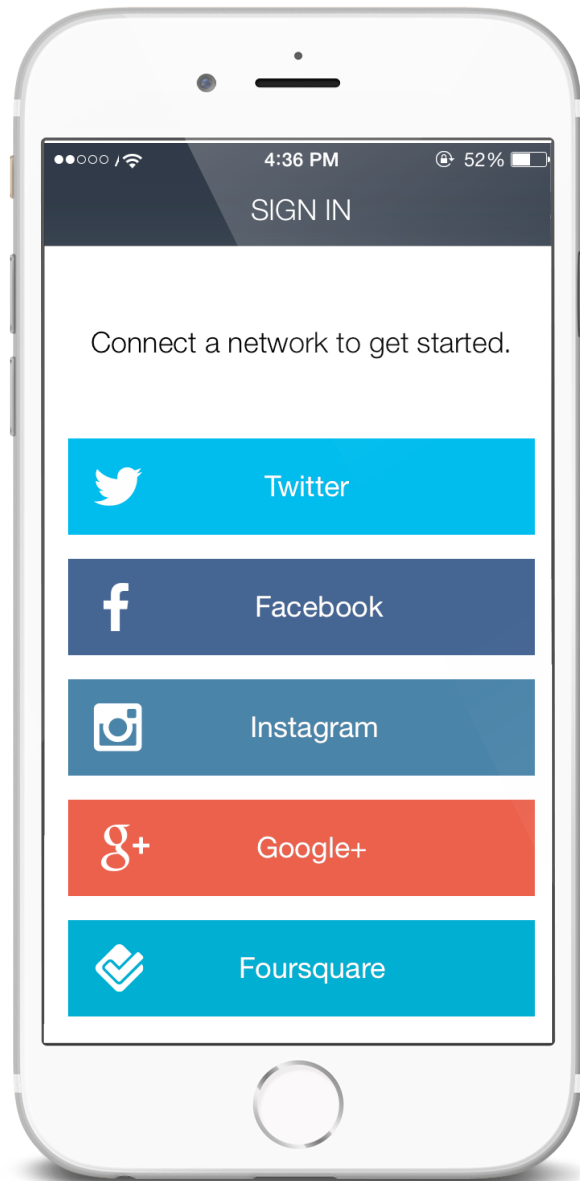 4:36 PM 52%
SIGN IN
Connect a network to get started.
Twitter
Facebook
Instagram
g+ Google+
Foursquare